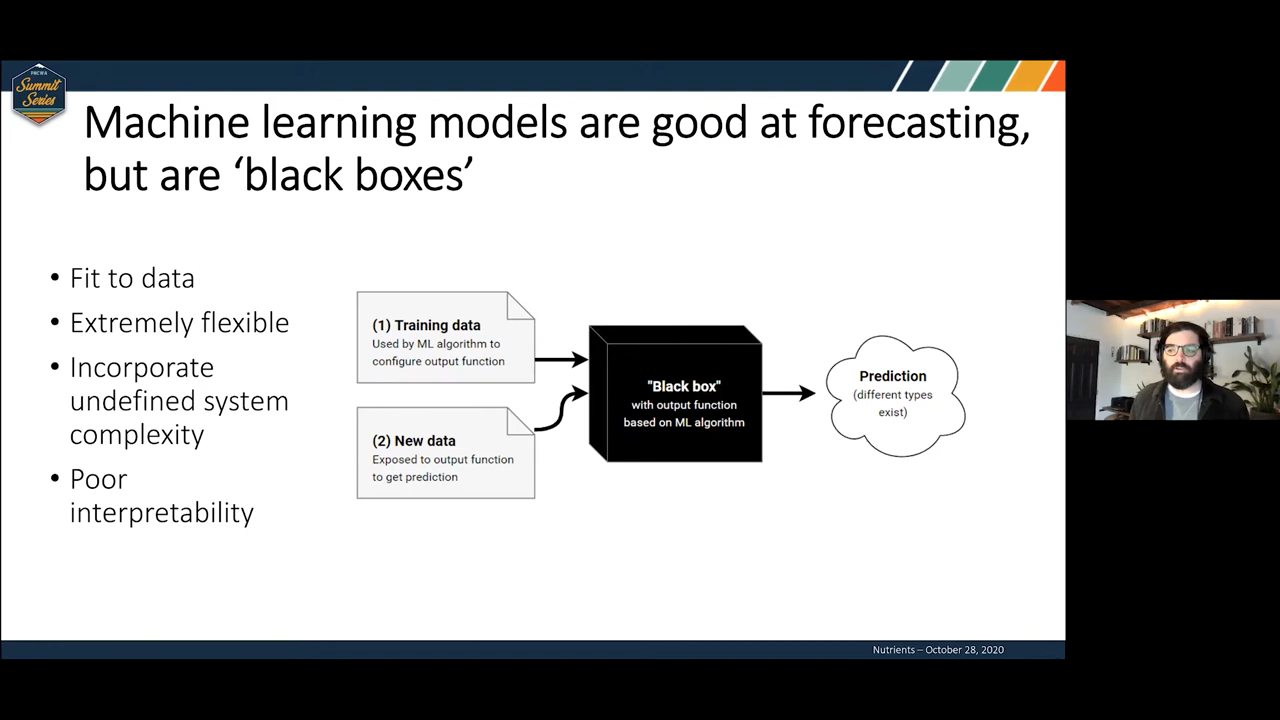 PNCWA
Summit
Series
Machine learning models are good at forecasting,
but are ‘black boxes’
• Fit to data
• Extremely flexible
• Incorporate
undefined system
complexity
• Poor
interpretability
(1) Training data
Used by ML algorithm to
configure output function
(2) New data
Exposed to output function
to get prediction
"Black box"
with output function
based on ML algorithm
Prediction
(different types
exist)
Nutrients – October 28, 2020